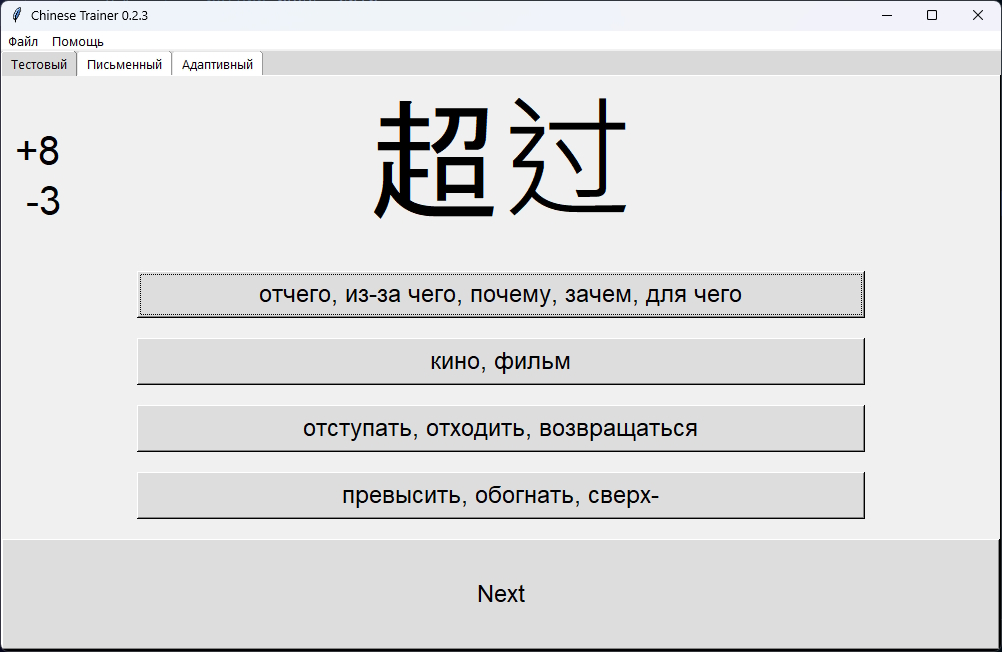 Chinese Trainer 0.2.3
Файл Помощь
Тестовый Письменный Адаптивный
+8
-3
超过
отчего, из-за чего, почему, зачем, для чего
кино, фильм
отступать, отходить, возвращаться
превысить, обогнать, сверх-
Next